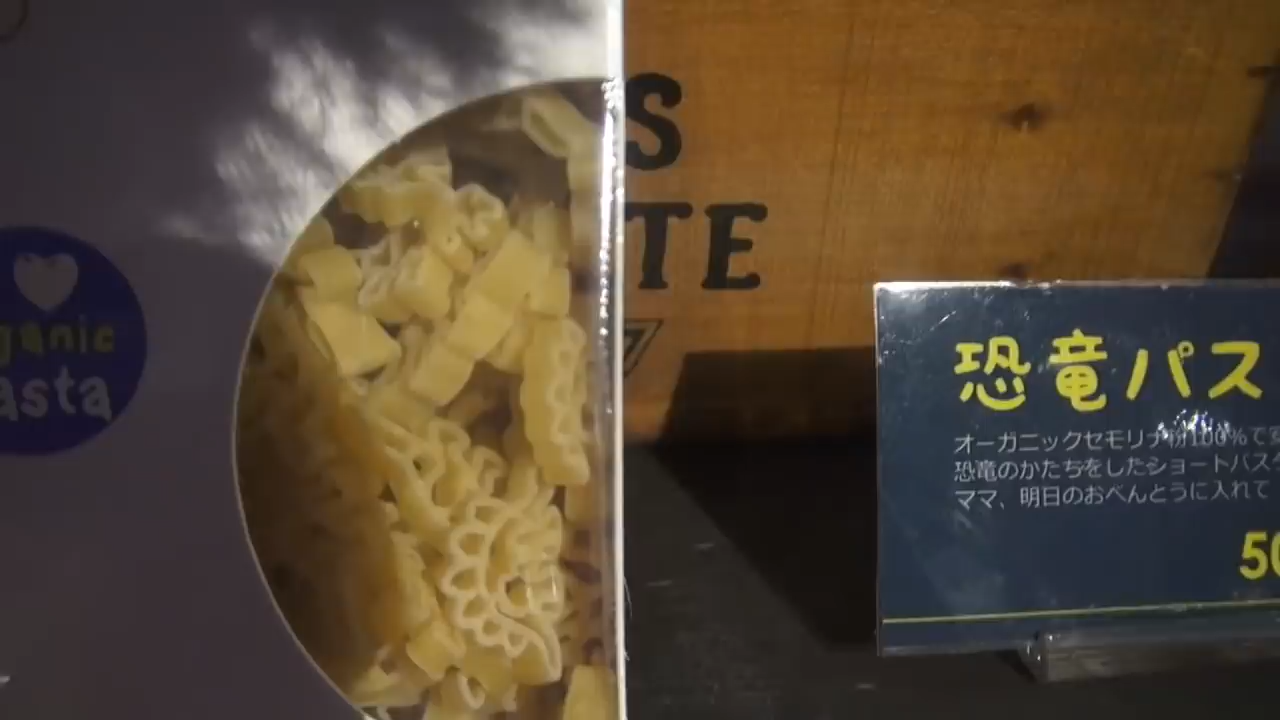 ganic
asta
S
TE
恐竜パス
オーガニックセモリナ粉100%で
恐竜のかたちをしたショートパスタ
ママ、明日のおべんとうに入れて
50